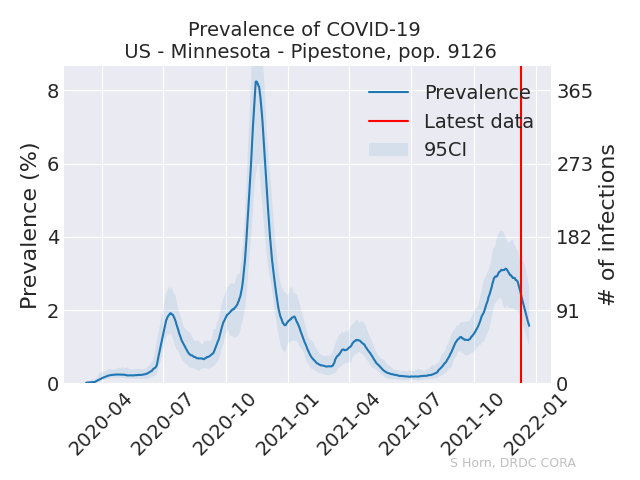 Prevalence of COVID-19
US - Minnesota - Pipestone, pop. 9126
Prevalence (%)
8
6
4
2
0
Prevalence
Latest data
95CI
365
273
182
91
0
# of infections
2020-04
2020-07
2020-10
2021-01
2021-04
2021-07
2021-10
2022-01
S Horn, DRDC CORA